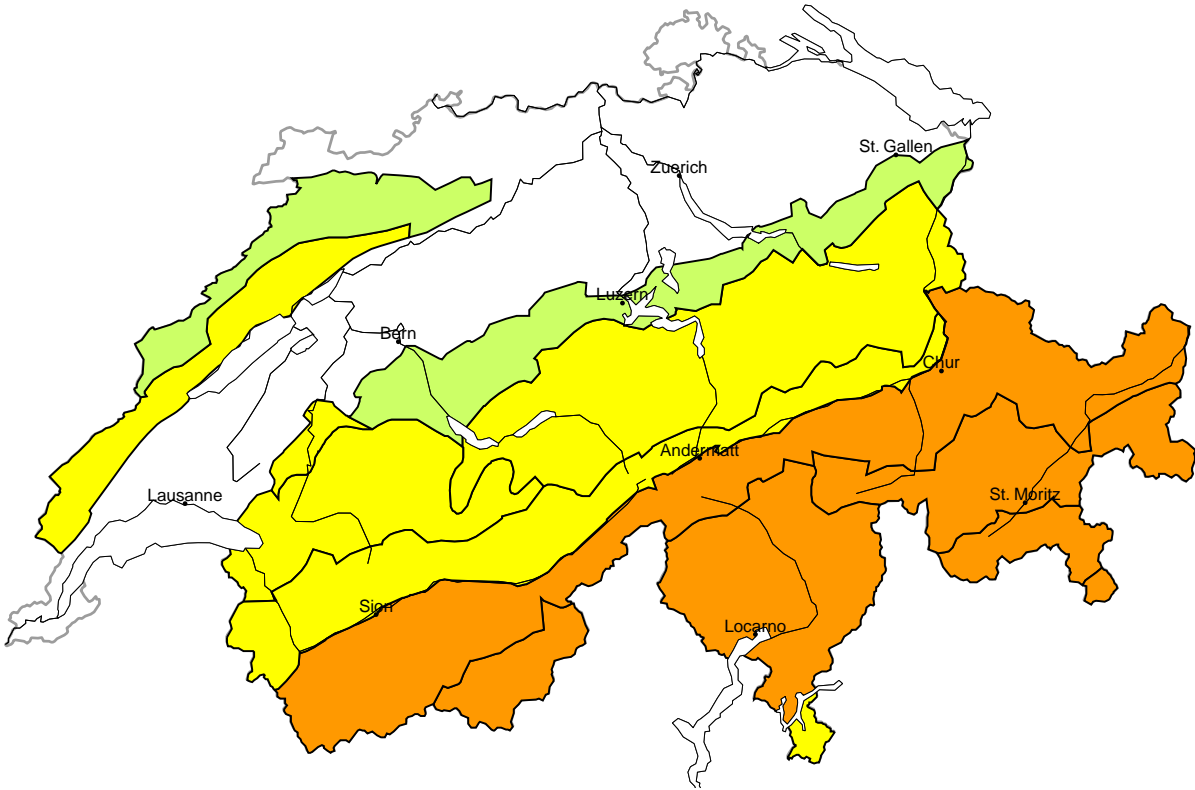 St. Gallen
Zuerich
Luzern
Bern
Chur
Andermatt
Lausanne
St. Moritz
Sion
Locarno